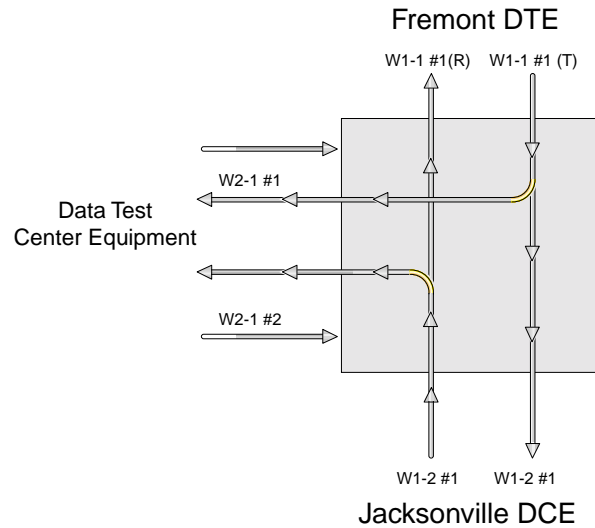 Fremont DTE
W1-1 #1(R)
W1-1 #1 (T)
W2-1 #1
Data Test
Center Equipment
W2-1 #2
W1-2 #1
W1-2 #1
Jacksonville DCE